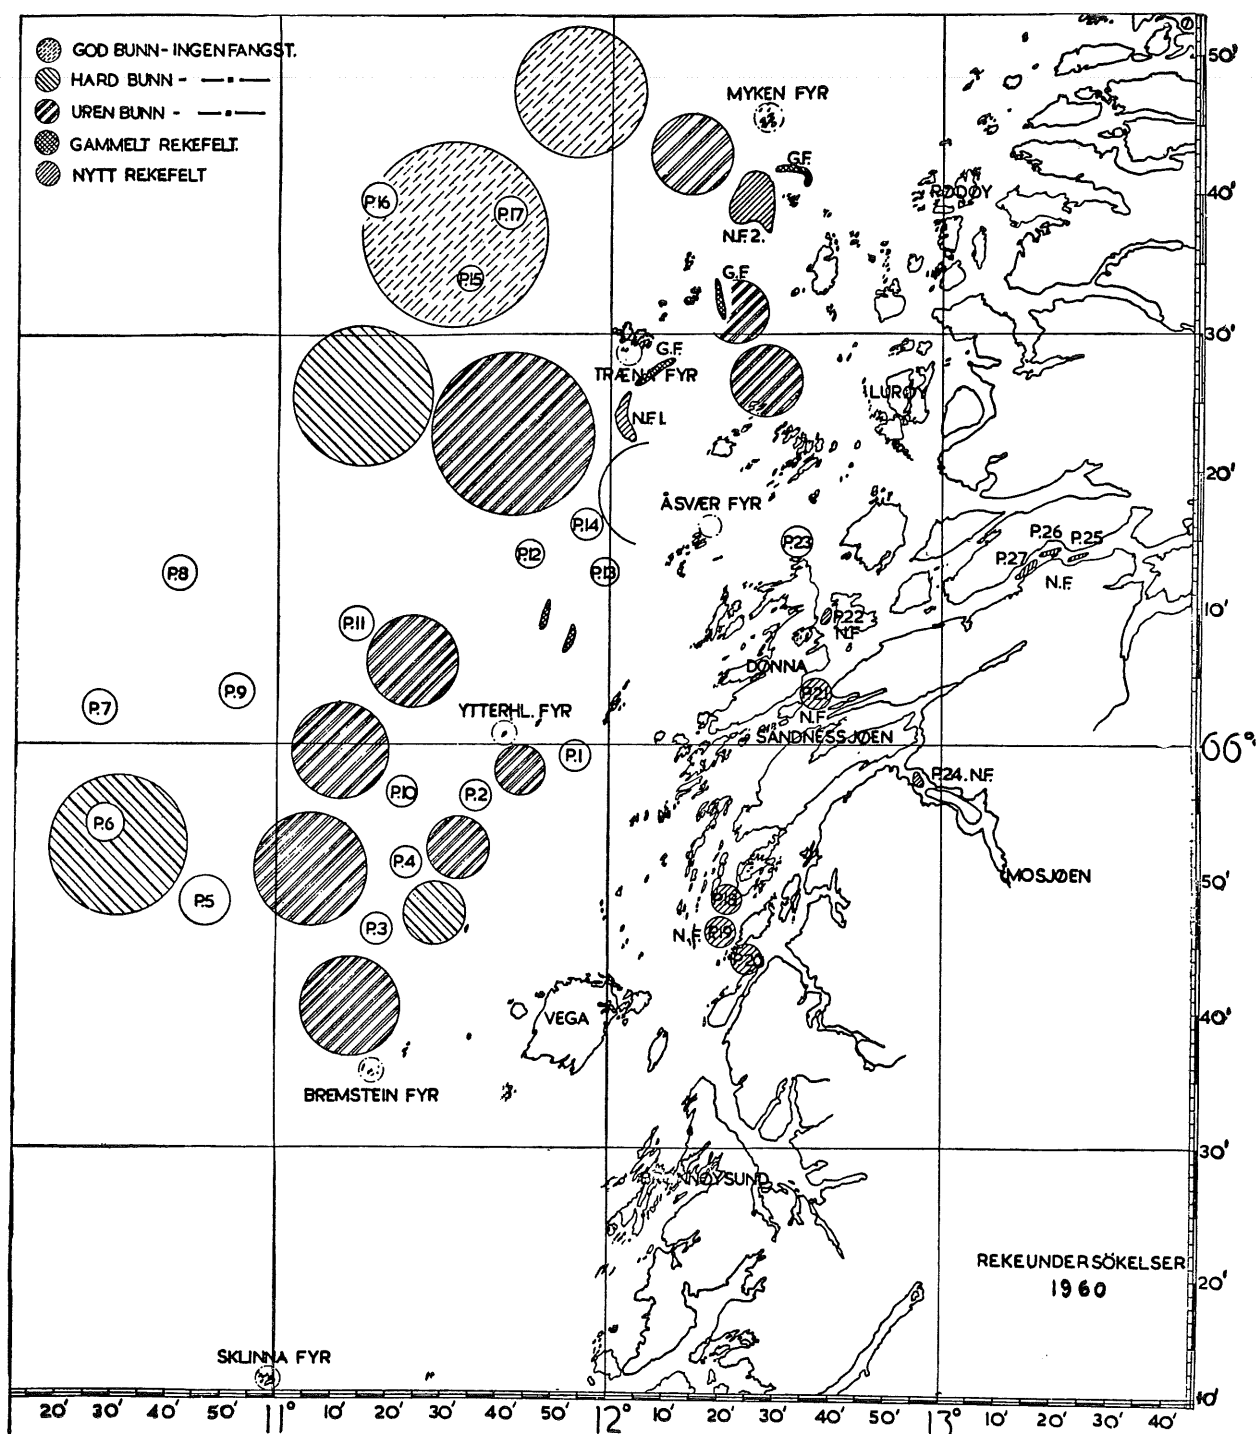 GOD BUNN - INGEN FANGST.
HARD BUNN -
UREN BUNN -
GAMMELT REKEFELT.
NYTT REKEFELT
MYKEN FYR
50'
G.F.
RØDØY
40'
P.16
P.17
N.F.2.
P.15
G.F.
30'
G.F.
TRÆNA FYR
LURØY
N.F.1.
20'
ÅSVÆR FYR
P.14
P.23
P.26
P.25
P.12
P.27
P.13
P.8
N.F.
10'
P.11
P.22
N.F.
DØNNA
P.9
P.21
P.7
YTTERHL. FYR
N.F.
SANDNESSJØEN
66°
P.1
P.24. N.F.
P.10
P.2
P.6
P.4
MOSJØEN
50'
P.5
P.18
P.3
N.F.
P.19
P.20
VEGA
40'
BREMSTEIN FYR
30'
BRØNNØYSUND
REKEUNDERSÖKELSER
1960
20'
SKLINNA FYR
10'
20' 30' 40' 50' 11° 10' 20' 30' 40' 50' 12° 10' 20' 30' 40' 50' 13° 10' 20' 30' 40'